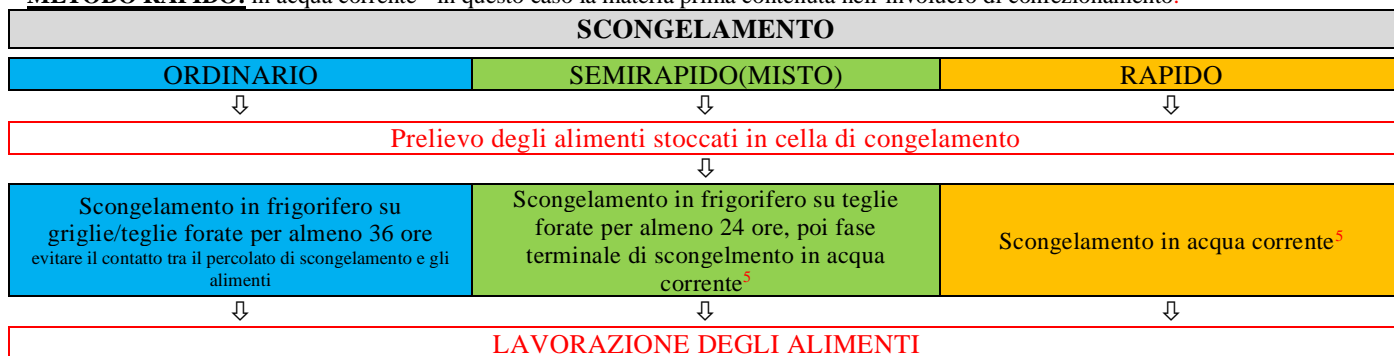 METODO RAPIDO: in acqua corrente in questo caso la materia prima contenuta nell'involucro di confezionamento.
SCONGELAMENTO
ORDINARIO SEMIRAPIDO(MISTO) RAPIDO
⇩ ⇩ ⇩
Prelievo degli alimenti stoccati in cella di congelamento
⇩
Scongelamento in frigorifero su
griglie/teglie forate per almeno 36 ore
evitare il contatto tra il percolato di scongelamento e gli
alimenti
Scongelamento in frigorifero su teglie
forate per almeno 24 ore, poi fase
terminale di scongelmento in acqua
corrente5
Scongelamento in acqua corrente5
⇩ ⇩ ⇩
LAVORAZIONE DEGLI ALIMENTI